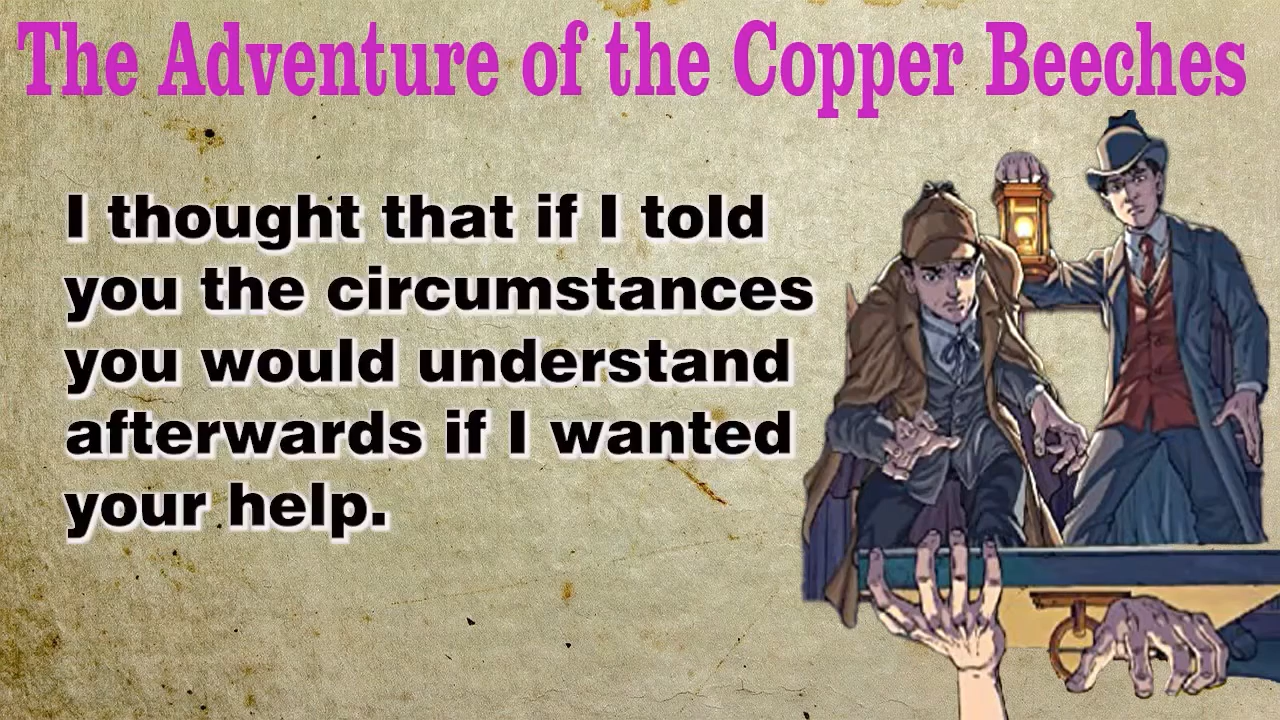 The Adventure of the Copper Beeches
I thought that if I told
you the circumstances
you would understand
afterwards if I wanted
your help.